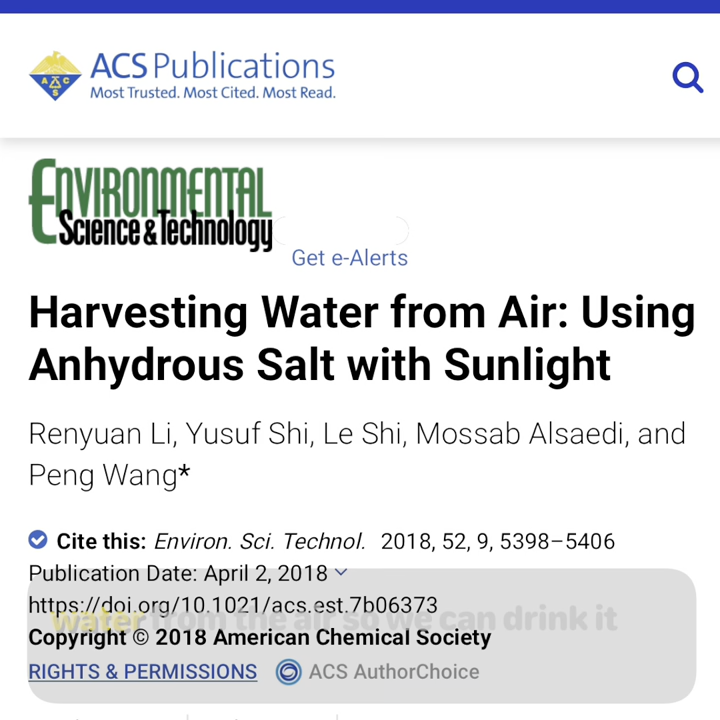 ACS Publications
Most Trusted. Most Cited. Most Read.
A C S
ENVIRONMENTAL
Science & Technology
Get e-Alerts
Harvesting Water from Air: Using
Anhydrous Salt with Sunlight
Renyuan Li, Yusuf Shi, Le Shi, Mossab Alsaedi, and
Peng Wang*
Cite this: Environ. Sci. Technol. 2018, 52, 9, 5398–5406
Publication Date: April 2, 2018
https://doi.org/10.1021/acs.est.7b06373
water from the air so we can drink it
Copyright © 2018 American Chemical Society
RIGHTS & PERMISSIONS ACS AuthorChoice